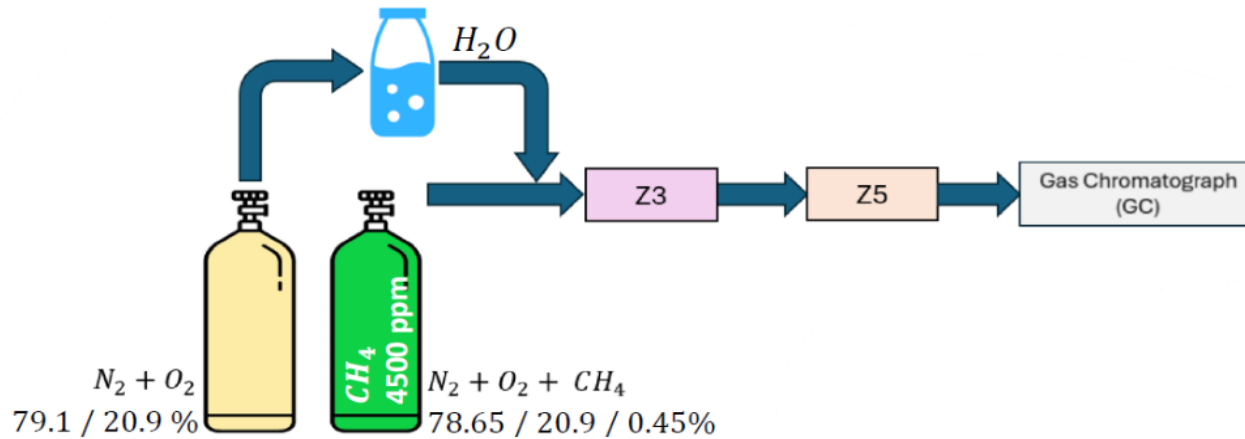 H₂O
Z3
Z5
Gas Chromatograph
(GC)
CH₄
4500 ppm
N₂ + O₂
79.1 / 20.9 %
N₂ + O₂ + CH₄
78.65 / 20.9 / 0.45%